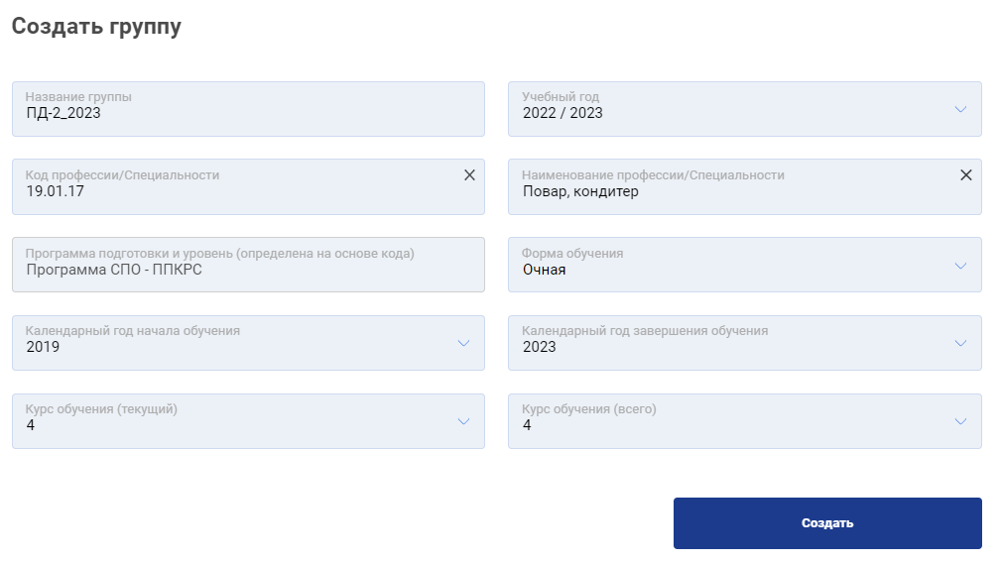 Создать группу
Название группы
ПД-2_2023
Учебный год
2022 / 2023
Код профессии/Специальности
19.01.17
Наименование профессии/Специальности
Повар, кондитер
Программа подготовки и уровень (определена на основе кода)
Программа СПО - ППКРС
Форма обучения
Очная
Календарный год начала обучения
2019
Календарный год завершения обучения
2023
Курс обучения (текущий)
4
Курс обучения (всего)
4
Создать